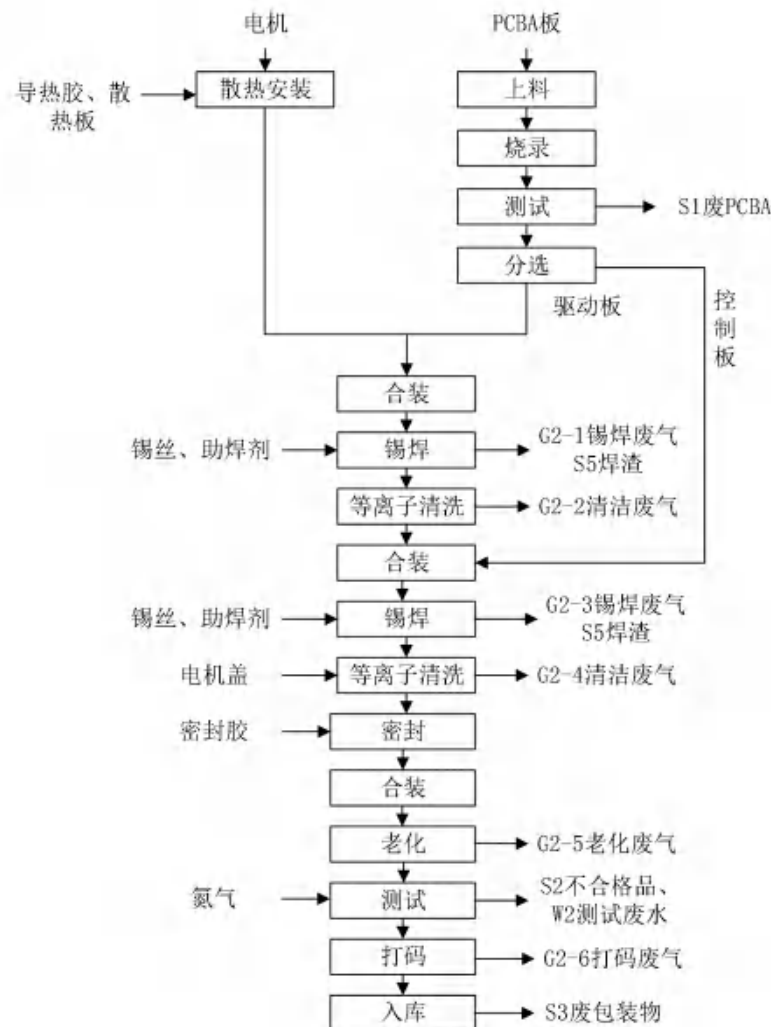 电机
PCBA板
导热胶、散
热板
散热安装
上料
烧录
测试
S1废PCBA
分选
驱动板
控
制
板
合装
锡丝、助焊剂
锡焊
G2-1锡焊废气
S5焊渣
等离子清洗
G2-2清洁废气
合装
锡丝、助焊剂
锡焊
G2-3锡焊废气
S5焊渣
电机盖
等离子清洗
G2-4清洁废气
密封胶
密封
合装
老化
G2-5老化废气
氮气
测试
S2不合格品、
W2测试废水
打码
G2-6打码废气
入库
S3废包装物